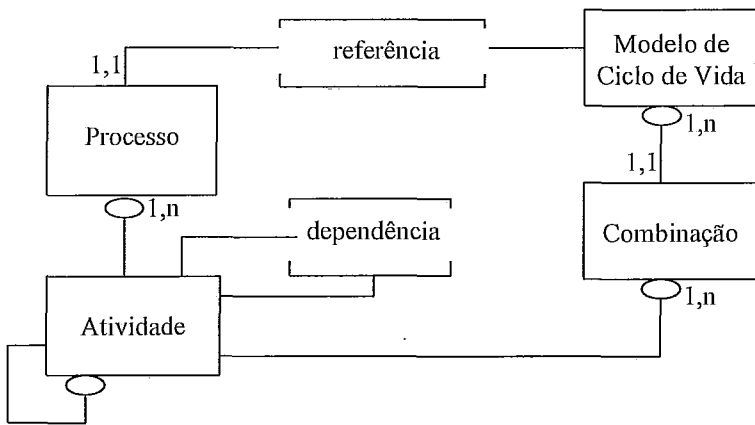 referência
Modelo de
Ciclo de Vida
1,1
Processo
1,n
1,n
1,1
dependência
Combinação
Atividade
1,n